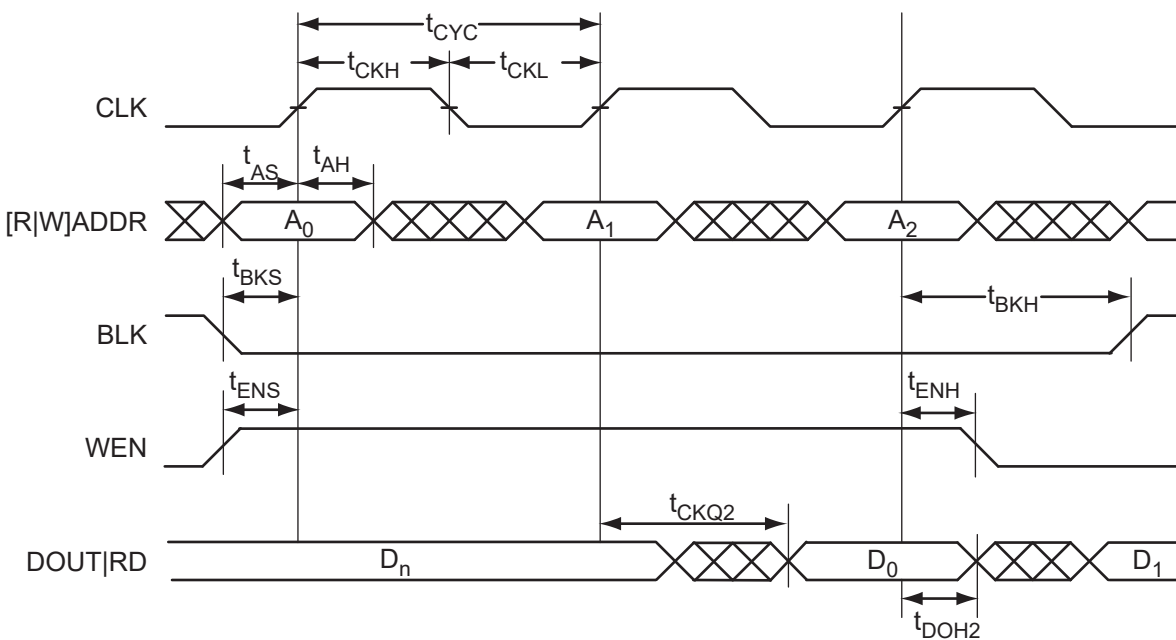 tCYC
tCKH tCKL
CLK
tAS tAH
[R|W]ADDR A0 A1 A2
tBKS tBKH
BLK
tENS tENH
WEN
tCKQ2
DOUT|RD Dn D0 D1
tDOH2